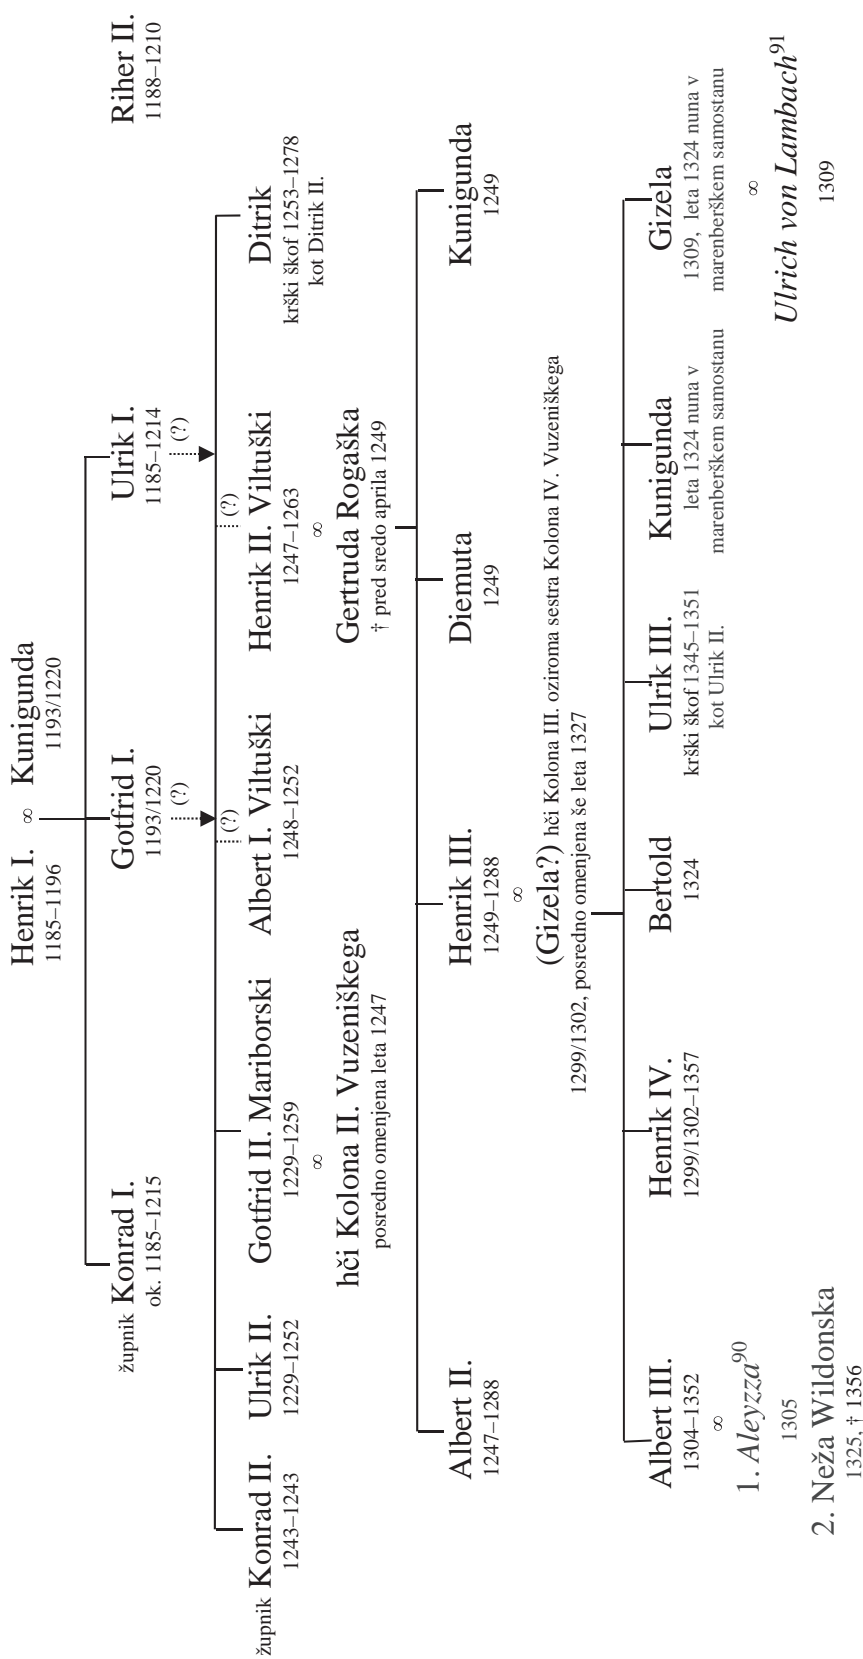 Henrik I. ∞ Kunigunda
1185–1196
1193/1220
župnik Konrad I.
ok. 1185–1215
Gotfrid I.
1193/1220
(?)
Ulrik I.
1185–1214
(?)
Riher II.
1188–1210
župnik Konrad II.
1243–1243
Ulrik II.
1229–1252
Gotfrid II. Mariborski
1229–1259
∞
hči Kolona II. Vuzeniškega
posredno omenjena leta 1247
(?)
Albert I. Viltuški
1248–1252
(?)
Henrik II. Viltuški
1247–1263
∞
Gertruda Rogaška
† pred sredo aprila 1249
Ditrik
krški škof 1253–1278
kot Ditrik II.
Albert II.
1247–1288
Henrik III.
1249–1288
∞
(Gizela?) hči Kolona III. oziroma sestra Kolona IV. Vuzeniškega
1299/1302, posredno omenjena še leta 1327
Diemuta
1249
Kunigunda
1249
Albert III.
1304–1352
∞
1. Aleyzza90
1305
2. Neža Wildonska
1325, † 1356
Henrik IV.
1299/1302–1357
Bertold
1324
Ulrik III.
krški škof 1345–1351
kot Ulrik II.
Kunigunda
leta 1324 nuna v
marenberškem samostanu
Gizela
1309, leta 1324 nuna v
marenberškem samostanu
∞
Ulrich von Lambach91
1309